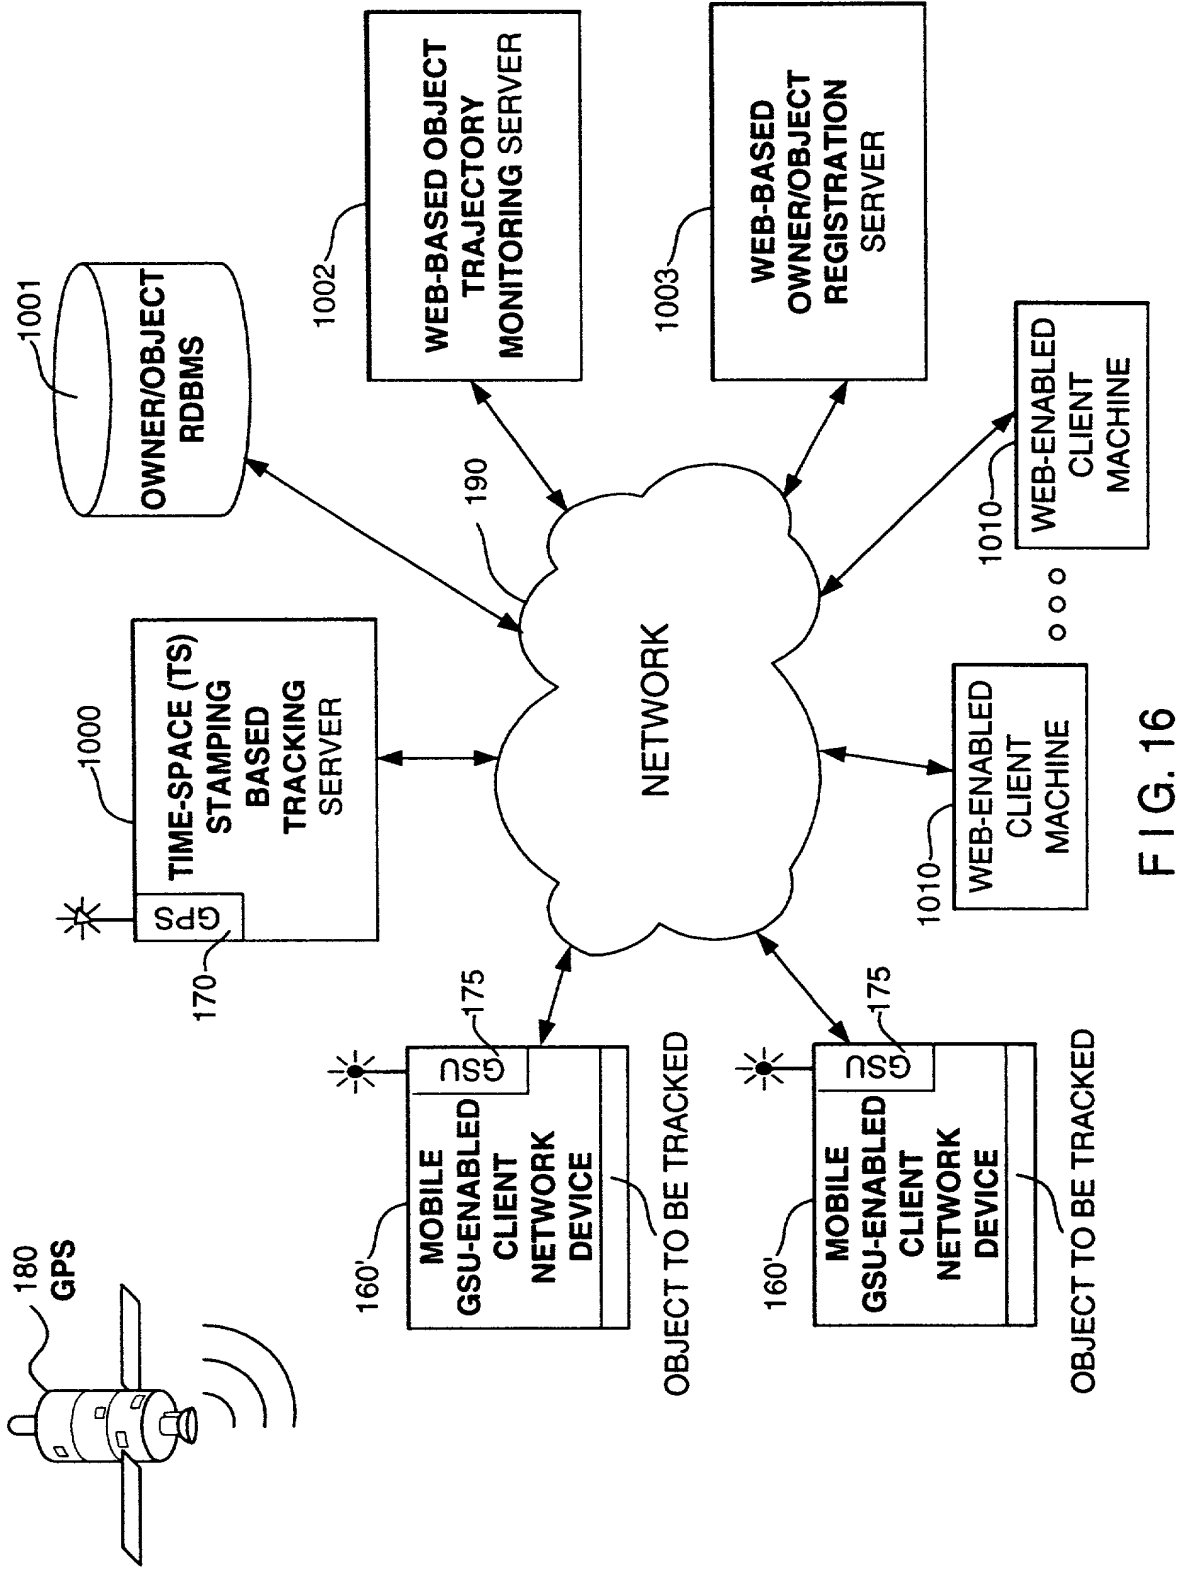 180
GPS
1000
TIME-SPACE (TS)
STAMPING
BASED
TRACKING
SERVER
GPS
170
1001
OWNER/OBJECT
RDBMS
1002
WEB-BASED OBJECT
TRAJECTORY
MONITORING SERVER
190
NETWORK
160'
MOBILE
GSU-ENABLED
CLIENT
NETWORK
DEVICE
GSU
175
OBJECT TO BE TRACKED
160'
MOBILE
GSU-ENABLED
CLIENT
NETWORK
DEVICE
GSU
175
OBJECT TO BE TRACKED
1003
WEB-BASED
OWNER/OBJECT
REGISTRATION
SERVER
1010
WEB-ENABLED
CLIENT
MACHINE
1010
WEB-ENABLED
CLIENT
MACHINE
FIG. 16